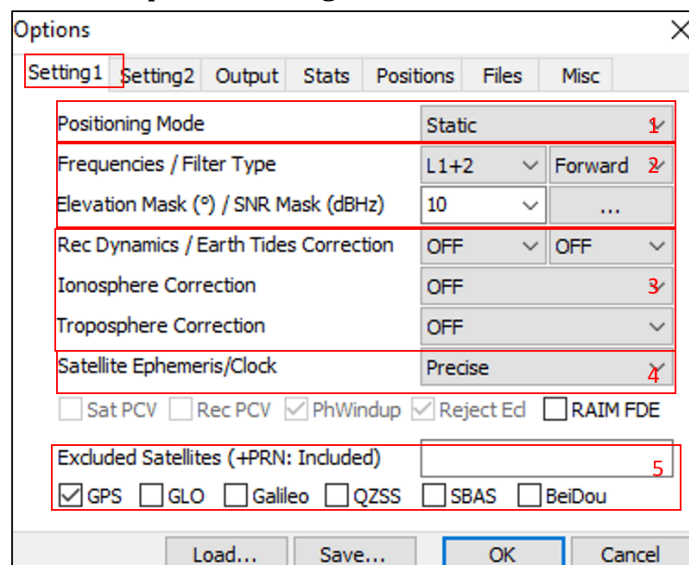 Options
Setting1 Setting2 Output Stats Positions Files Misc
Positioning Mode Static 1
Frequencies / Filter Type L1+2 Forward 2
Elevation Mask (°) / SNR Mask (dBHz) 10 ...
Rec Dynamics / Earth Tides Correction OFF OFF
Ionosphere Correction OFF 3
Troposphere Correction OFF
Satellite Ephemeris/Clock Precise 4
Sat PCV Rec PCV PhWindup Reject Ecl RAIM FDE
Excluded Satellites (+PRN: Included) 5
GPS GLO Galileo QZSS SBAS BeiDou
Load... Save... OK Cancel